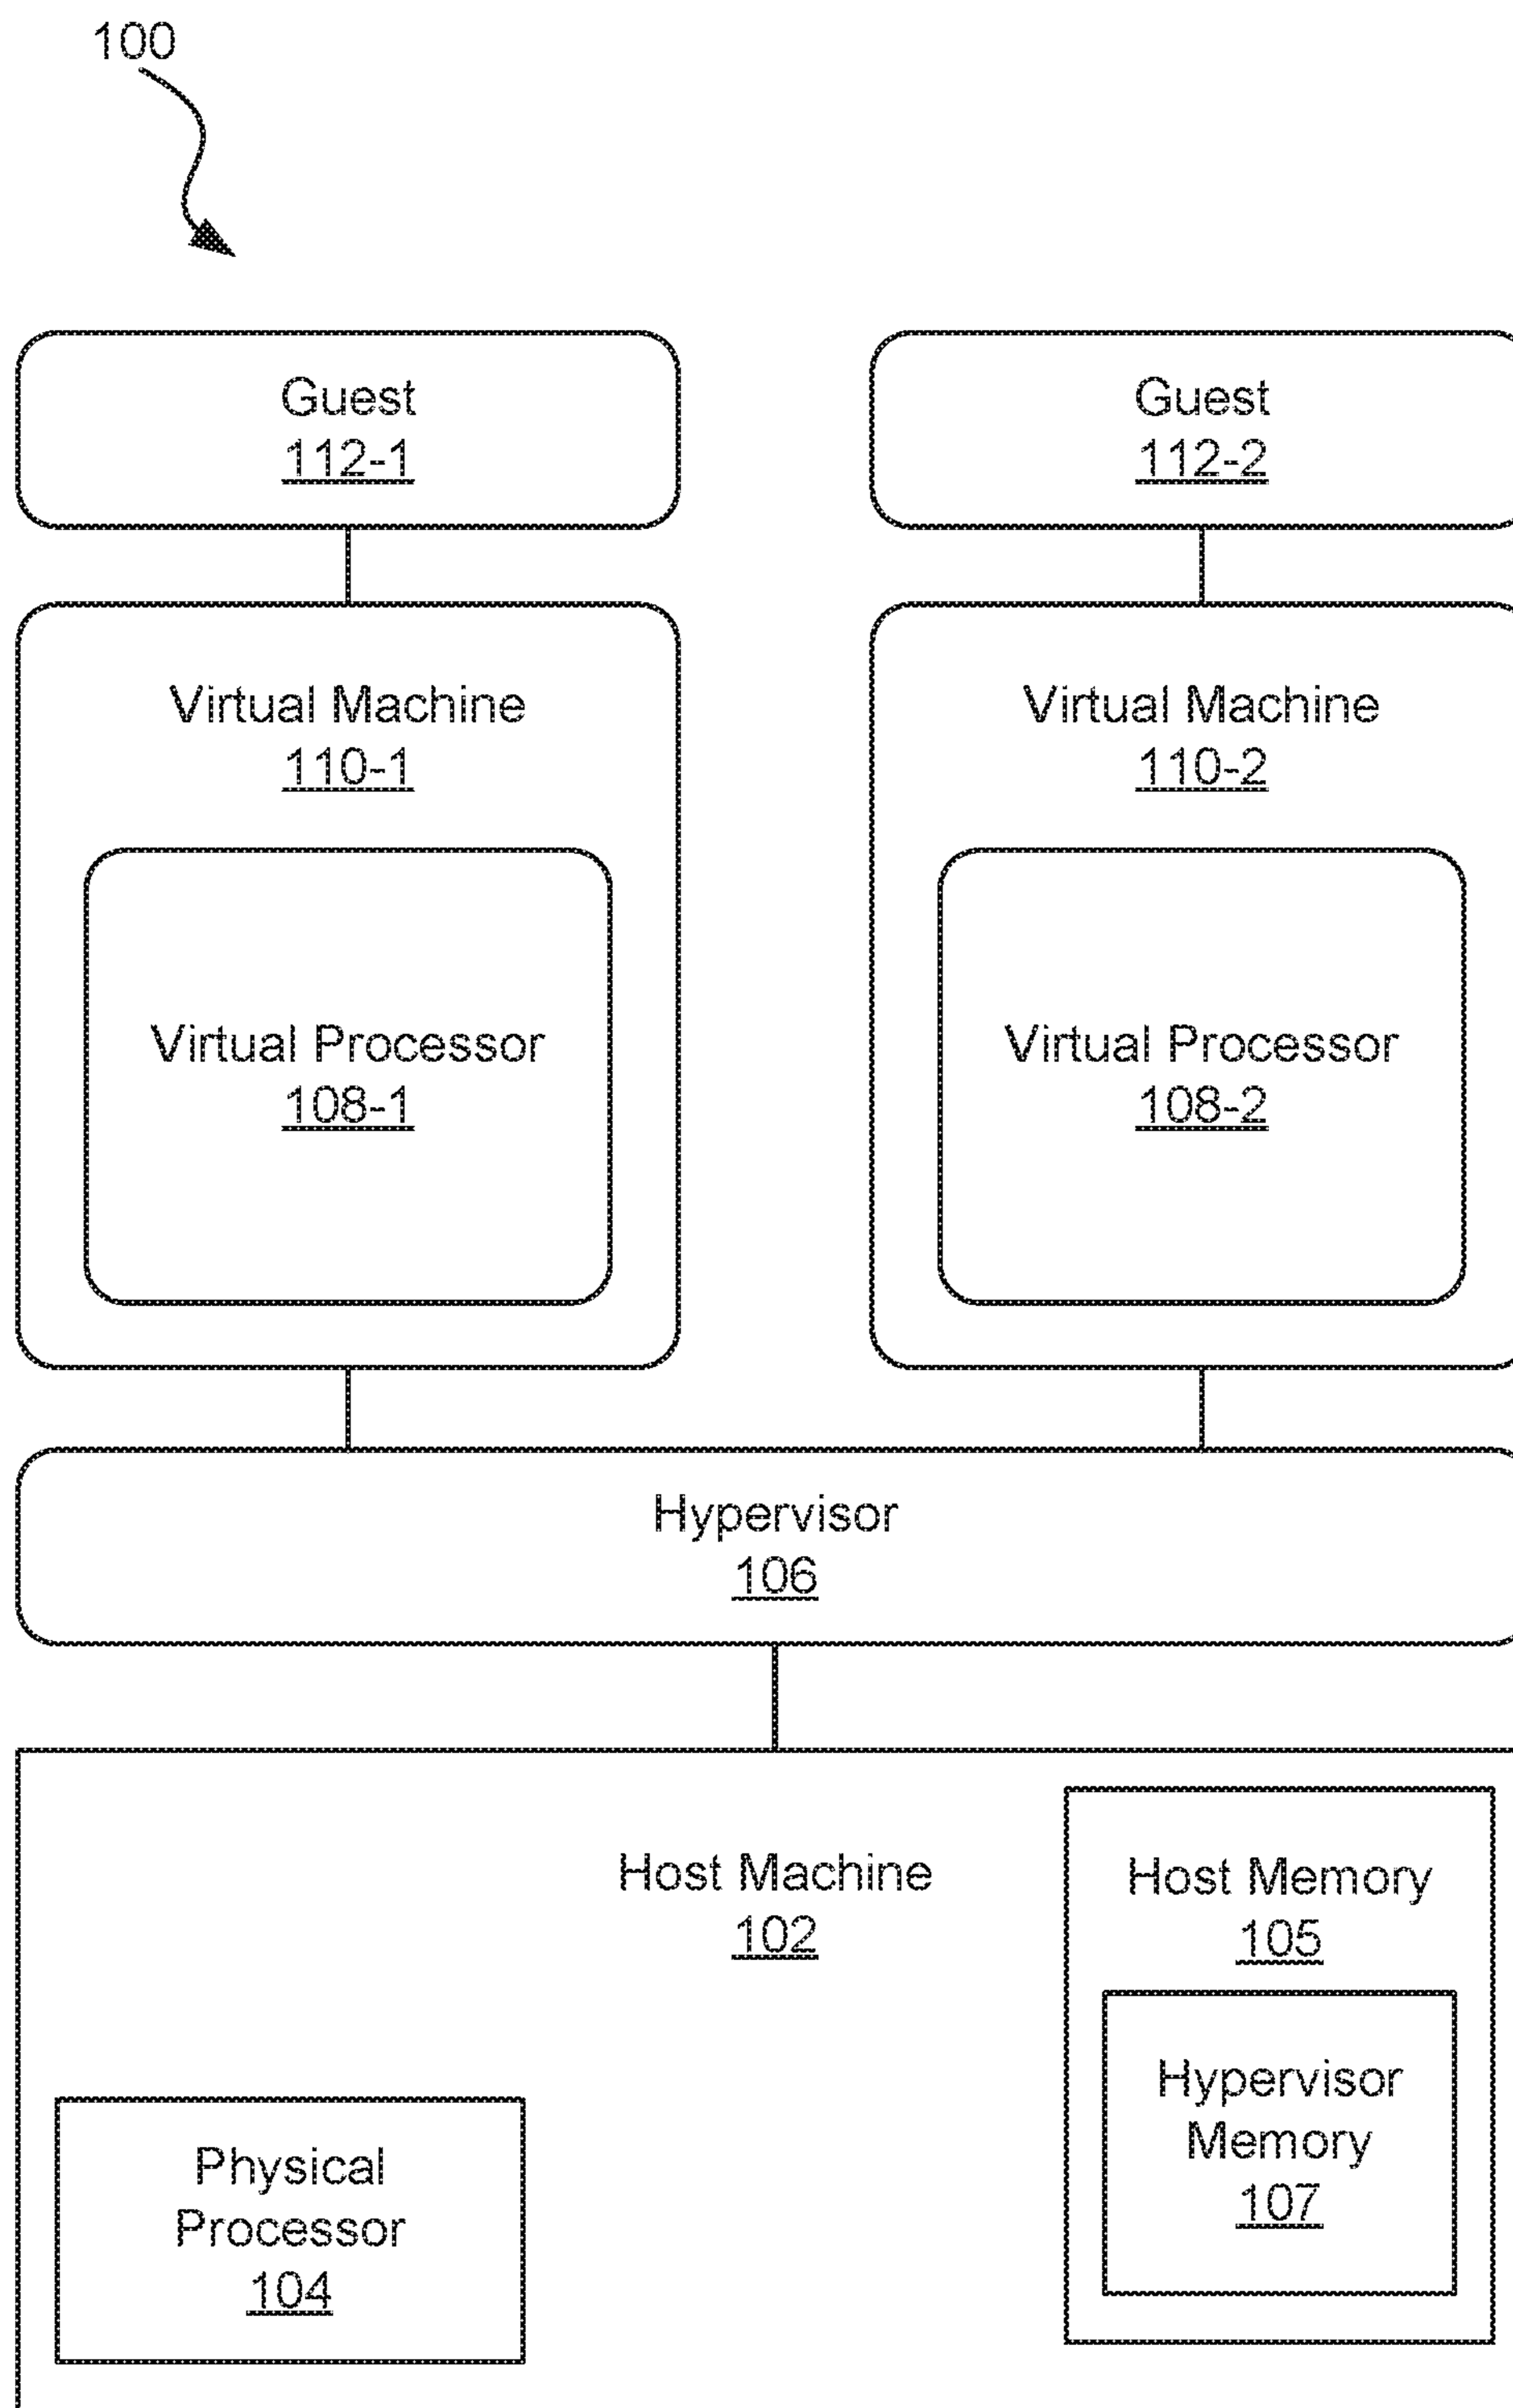 100
Guest
112-1
Guest
112-2
Virtual Machine
110-1
Virtual Machine
110-2
Virtual Processor
108-1
Virtual Processor
108-2
Hypervisor
106
Host Machine
102
Host Memory
105
Hypervisor
Memory
107
Physical
Processor
104